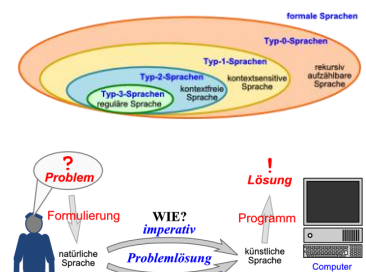 formale Sprachen
Typ-0-Sprachen
Typ-1-Sprachen
Typ-2-Sprachen
kontextsensitive
Sprache
rekursiv
aufzählbare
Sprache
kontextfreie
Sprache
Typ-3-Sprachen
reguläre Sprache
?
Problem
!
Lösung
Formulierung
WIE?
imperativ
Programm
natürliche
Sprache
Problemlösung
künstliche
Sprache
Computer